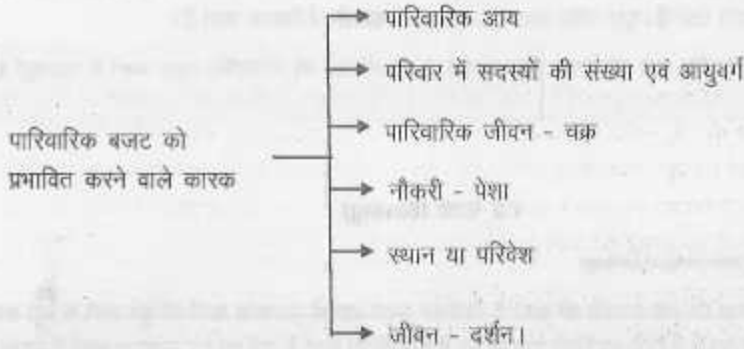 पारिवारिक आय
परिवार में सदस्यों की संख्या एवं आयुवर्ग
पारिवारिक बजट को
प्रभावित करने वाले कारक
पारिवारिक जीवन - चक्र
नौकरी - पेशा
स्थान या परिवेश
जीवन - दर्शन।